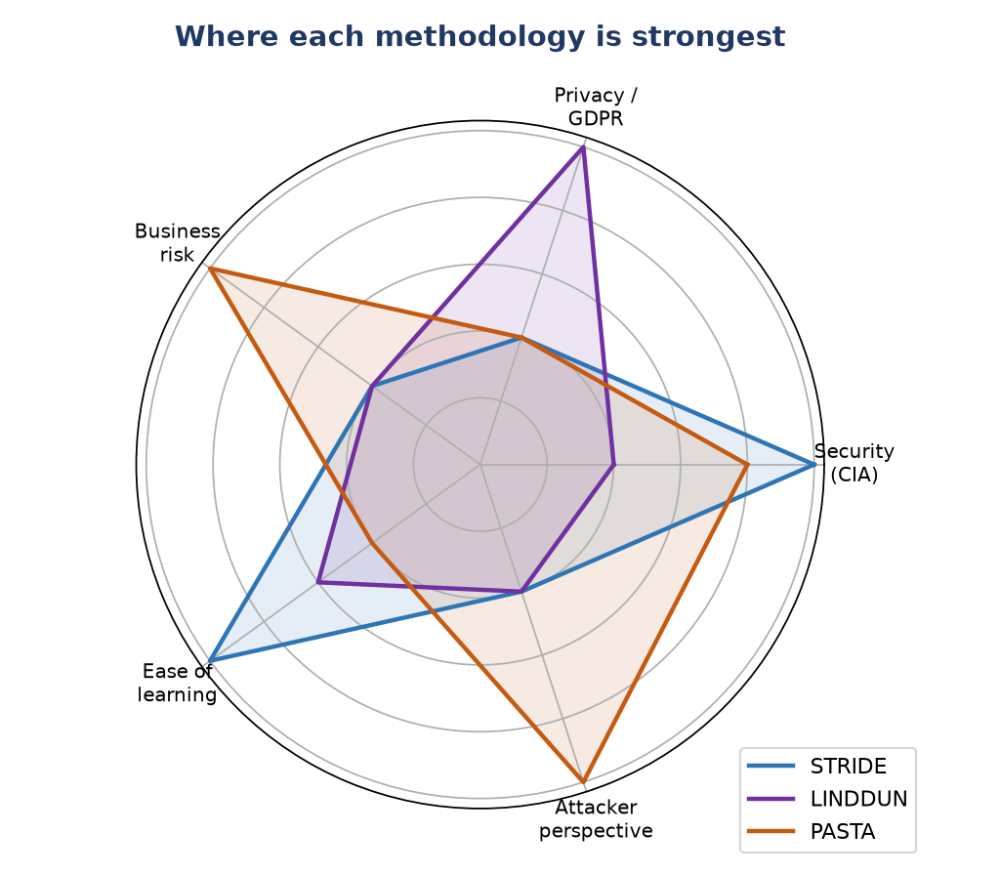 Where each methodology is strongest
Privacy /
GDPR
Business
risk
Security
(CIA)
Ease of
learning
Attacker
perspective
STRIDE
LINDDUN
PASTA